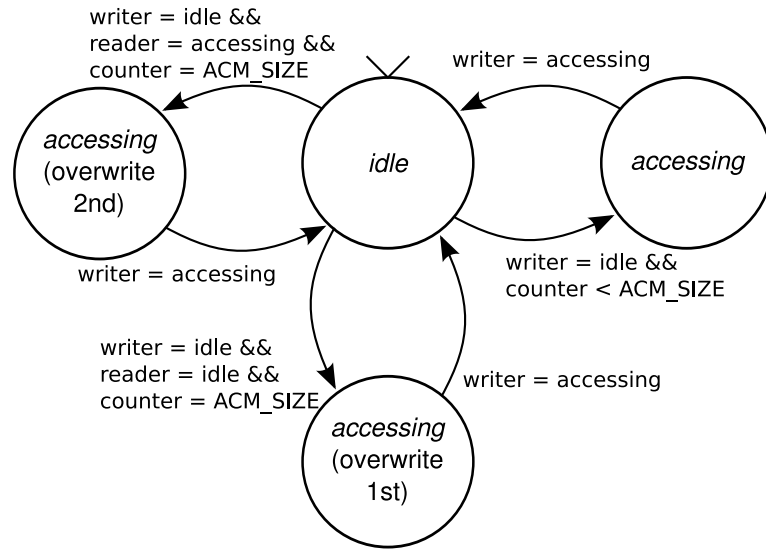 writer = idle &&
reader = accessing &&
counter = ACM_SIZE
writer = accessing
accessing
(overwrite
2nd)
idle
accessing
writer = accessing
writer = idle &&
counter < ACM_SIZE
writer = idle &&
reader = idle &&
counter = ACM_SIZE
writer = accessing
accessing
(overwrite
1st)